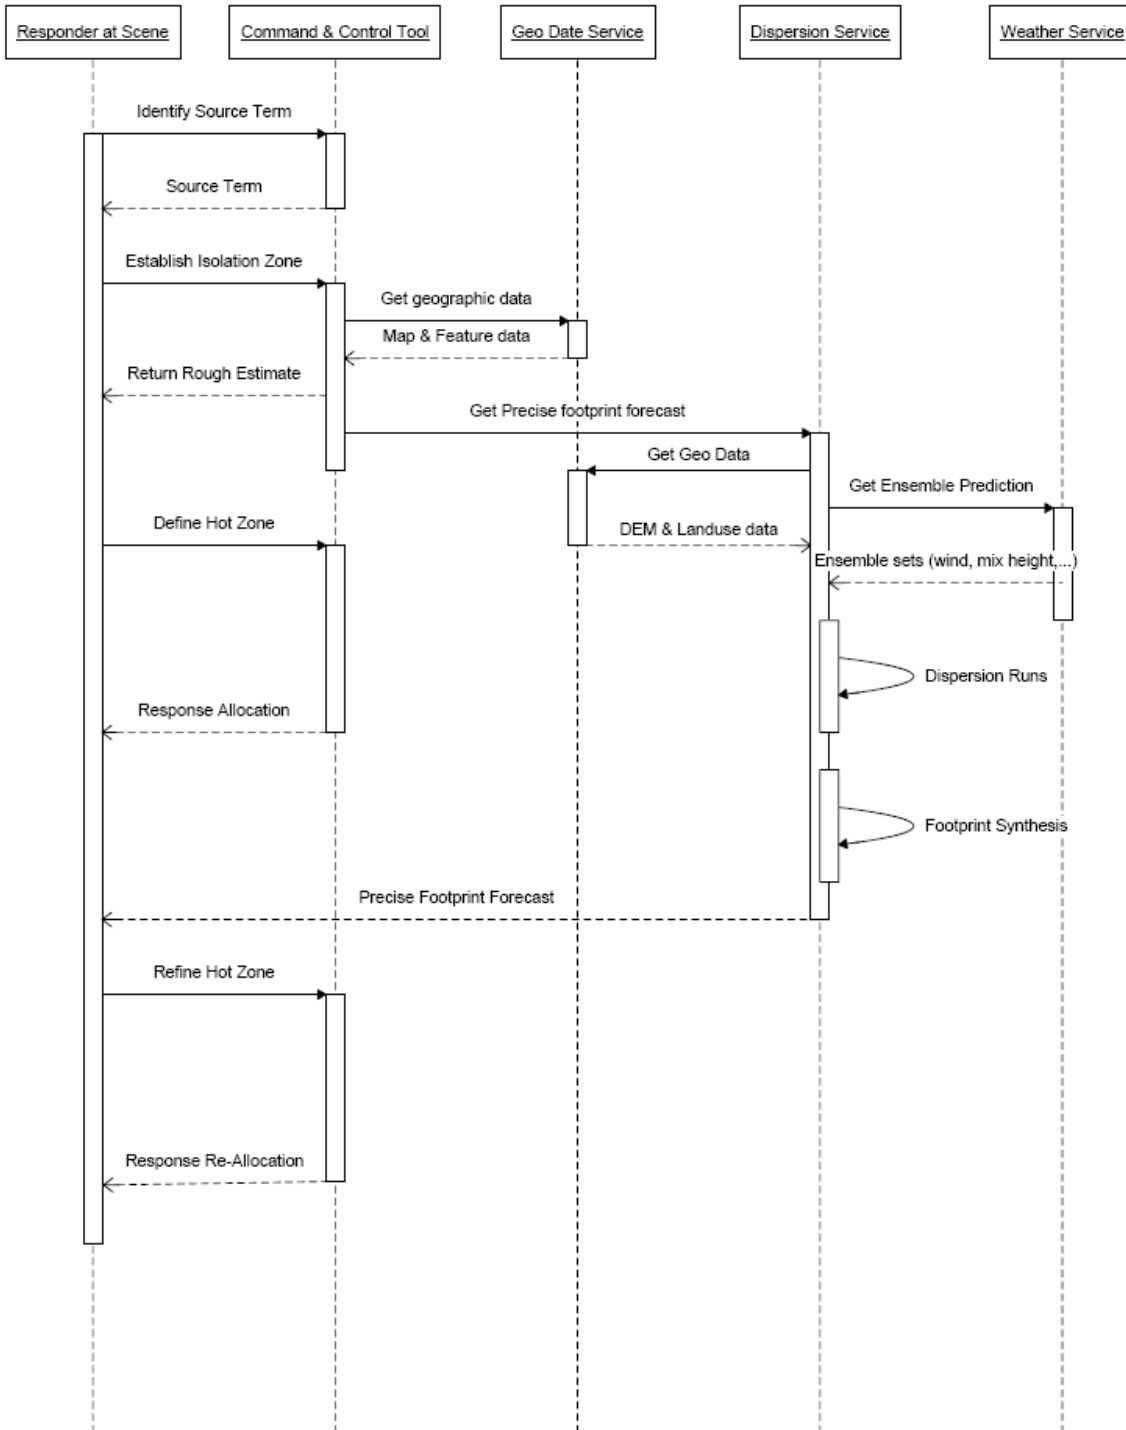 Responder at Scene
Command & Control Tool
Geo Date Service
Dispersion Service
Weather Service
Identify Source Term
Source Term
Establish Isolation Zone
Get geographic data
Map & Feature data
Return Rough Estimate
Get Precise footprint forecast
Get Geo Data
Get Ensemble Prediction
Define Hot Zone
DEM & Landuse data
Ensemble sets (wind, mix height,...)
Dispersion Runs
Response Allocation
Footprint Synthesis
Precise Footprint Forecast
Refine Hot Zone
Response Re-Allocation